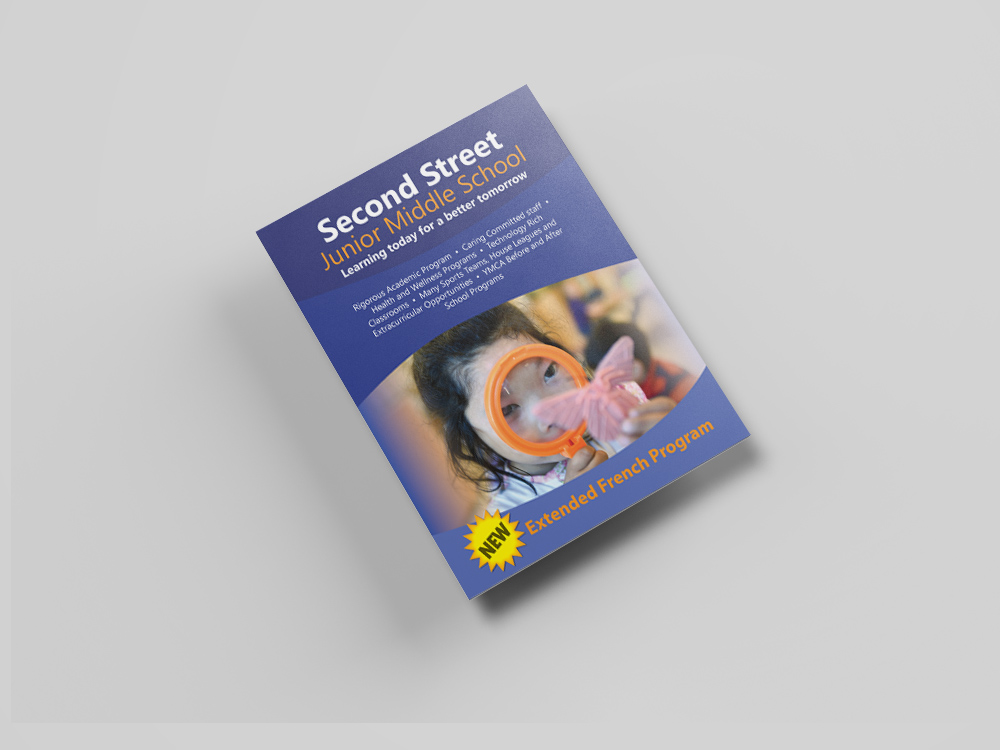 Second Street
Junior Middle School
Learning today for a better tomorrow
Rigorous Academic Program • Caring Committed staff •
Health and Wellness Programs • Technology Rich
Classrooms • Many Sports Teams, House Leagues and
Extracurricular Opportunities • YMCA Before and After
School Programs
NEW
Extended French Program